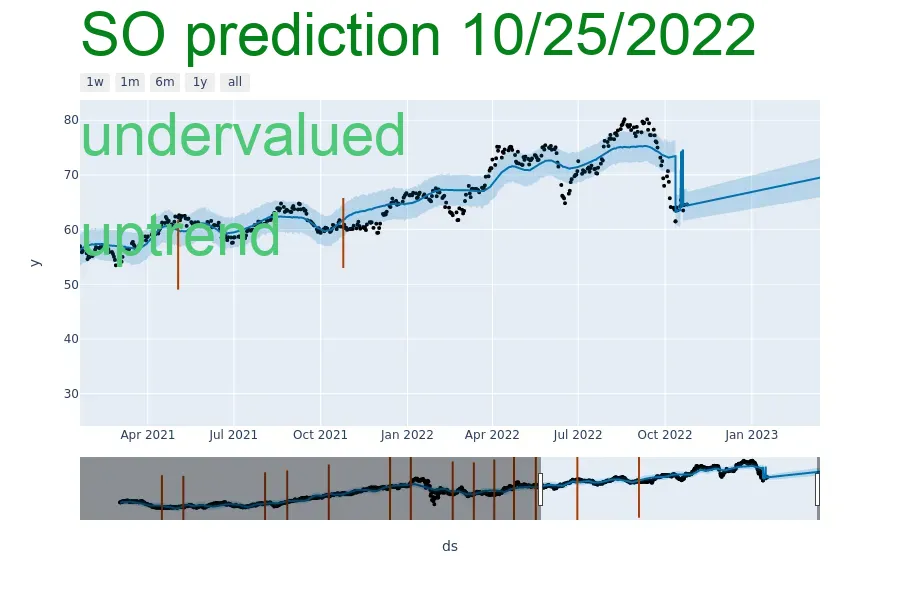 SO prediction 10/25/2022
1w 1m 6m 1y all
undervalued
uptrend
80
70
60
50
40
30
y
Apr 2021 Jul 2021 Oct 2021 Jan 2022 Apr 2022 Jul 2022 Oct 2022 Jan 2023
ds